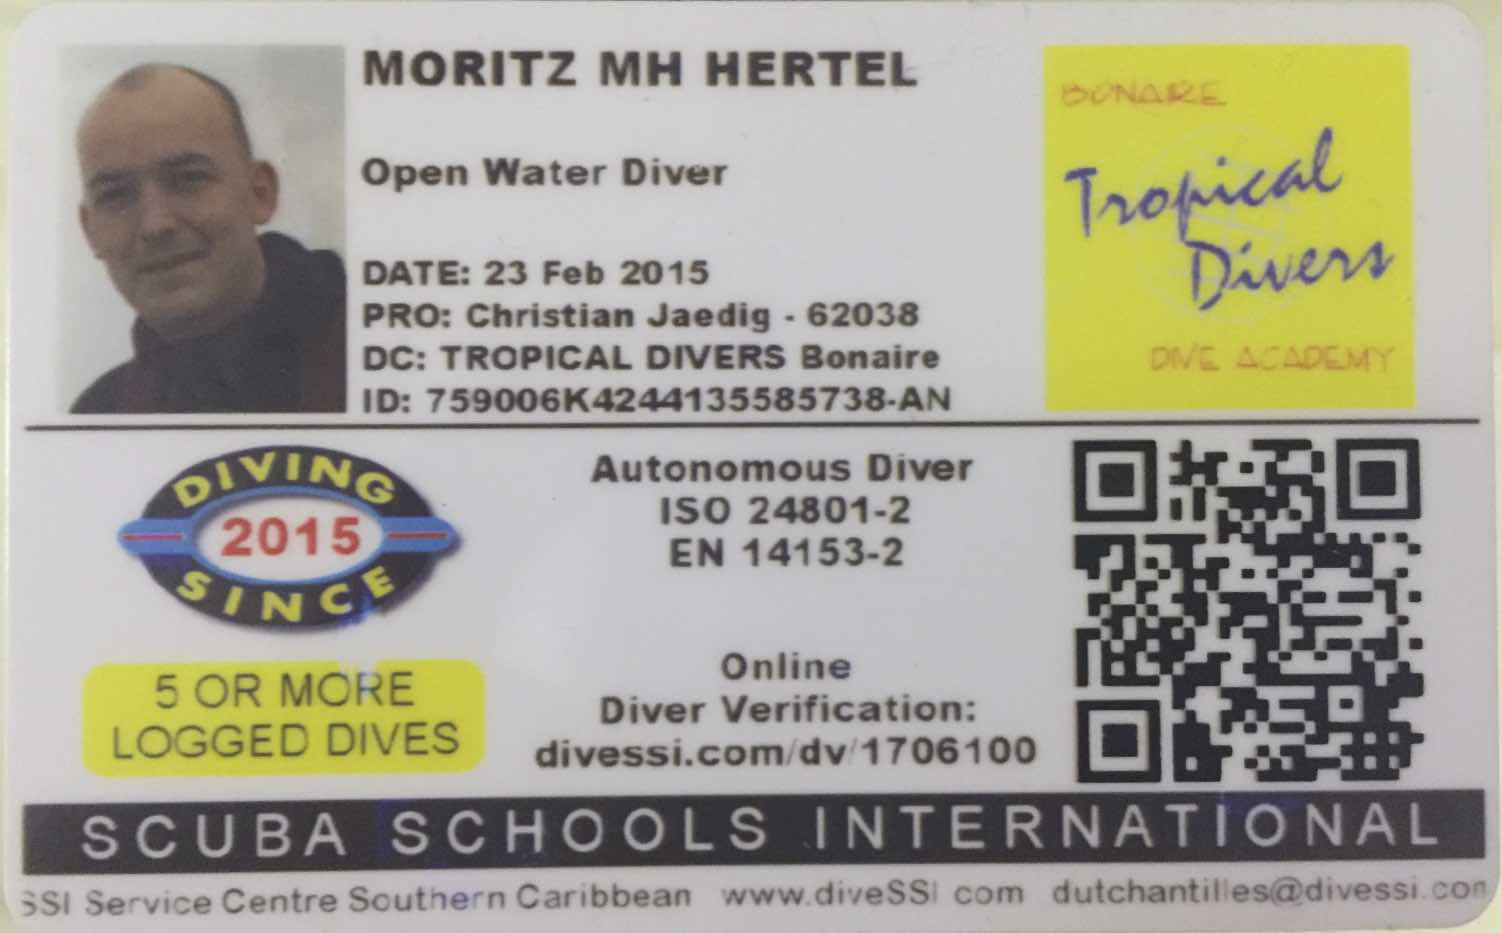 MORITZ MH HERTEL
Open Water Diver
DATE: 23 Feb 2015
PRO: Christian Jaedig - 62038
DC: TROPICAL DIVERS Bonaire
ID: 759006K4244135585738-AN
BONAIRE
Tropical
Divers
DIVE ACADEMY
DIVING
2015
SINCE
5 OR MORE
LOGGED DIVES
Autonomous Diver
ISO 24801-2
EN 14153-2
Online
Diver Verification:
divessi.com/dv/1706100
SCUBA SCHOOLS INTERNATIONAL
SSI Service Centre Southern Caribbean www.diveSSI com dutchantilles@divessi.com